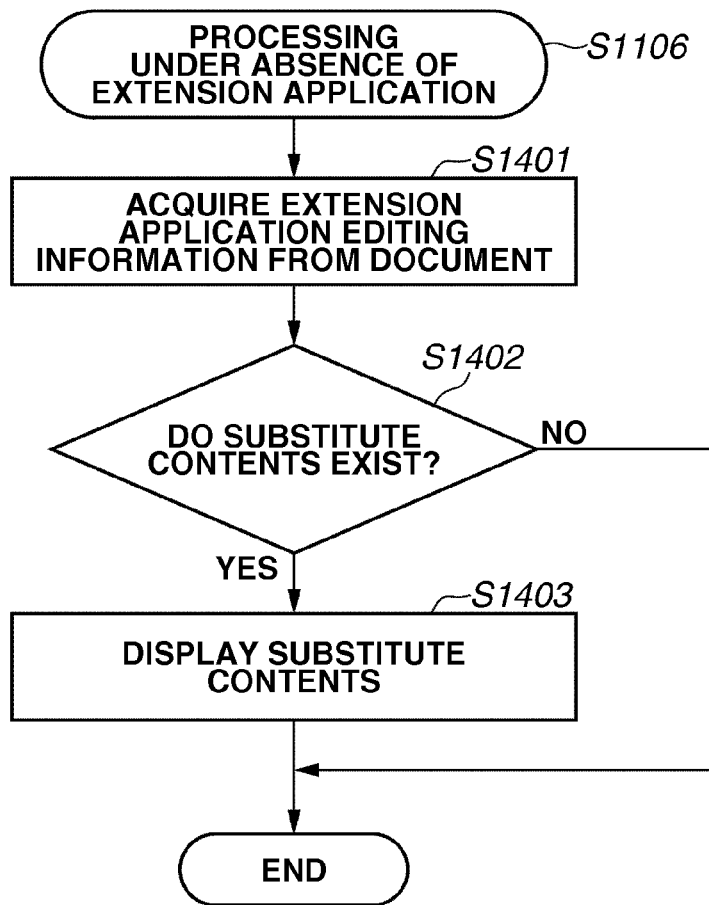 PROCESSING
UNDER ABSENCE OF
EXTENSION APPLICATION
S1106
S1401
ACQUIRE EXTENSION
APPLICATION EDITING
INFORMATION FROM DOCUMENT
S1402
DO SUBSTITUTE
CONTENTS EXIST?
NO
YES
S1403
DISPLAY SUBSTITUTE
CONTENTS
END